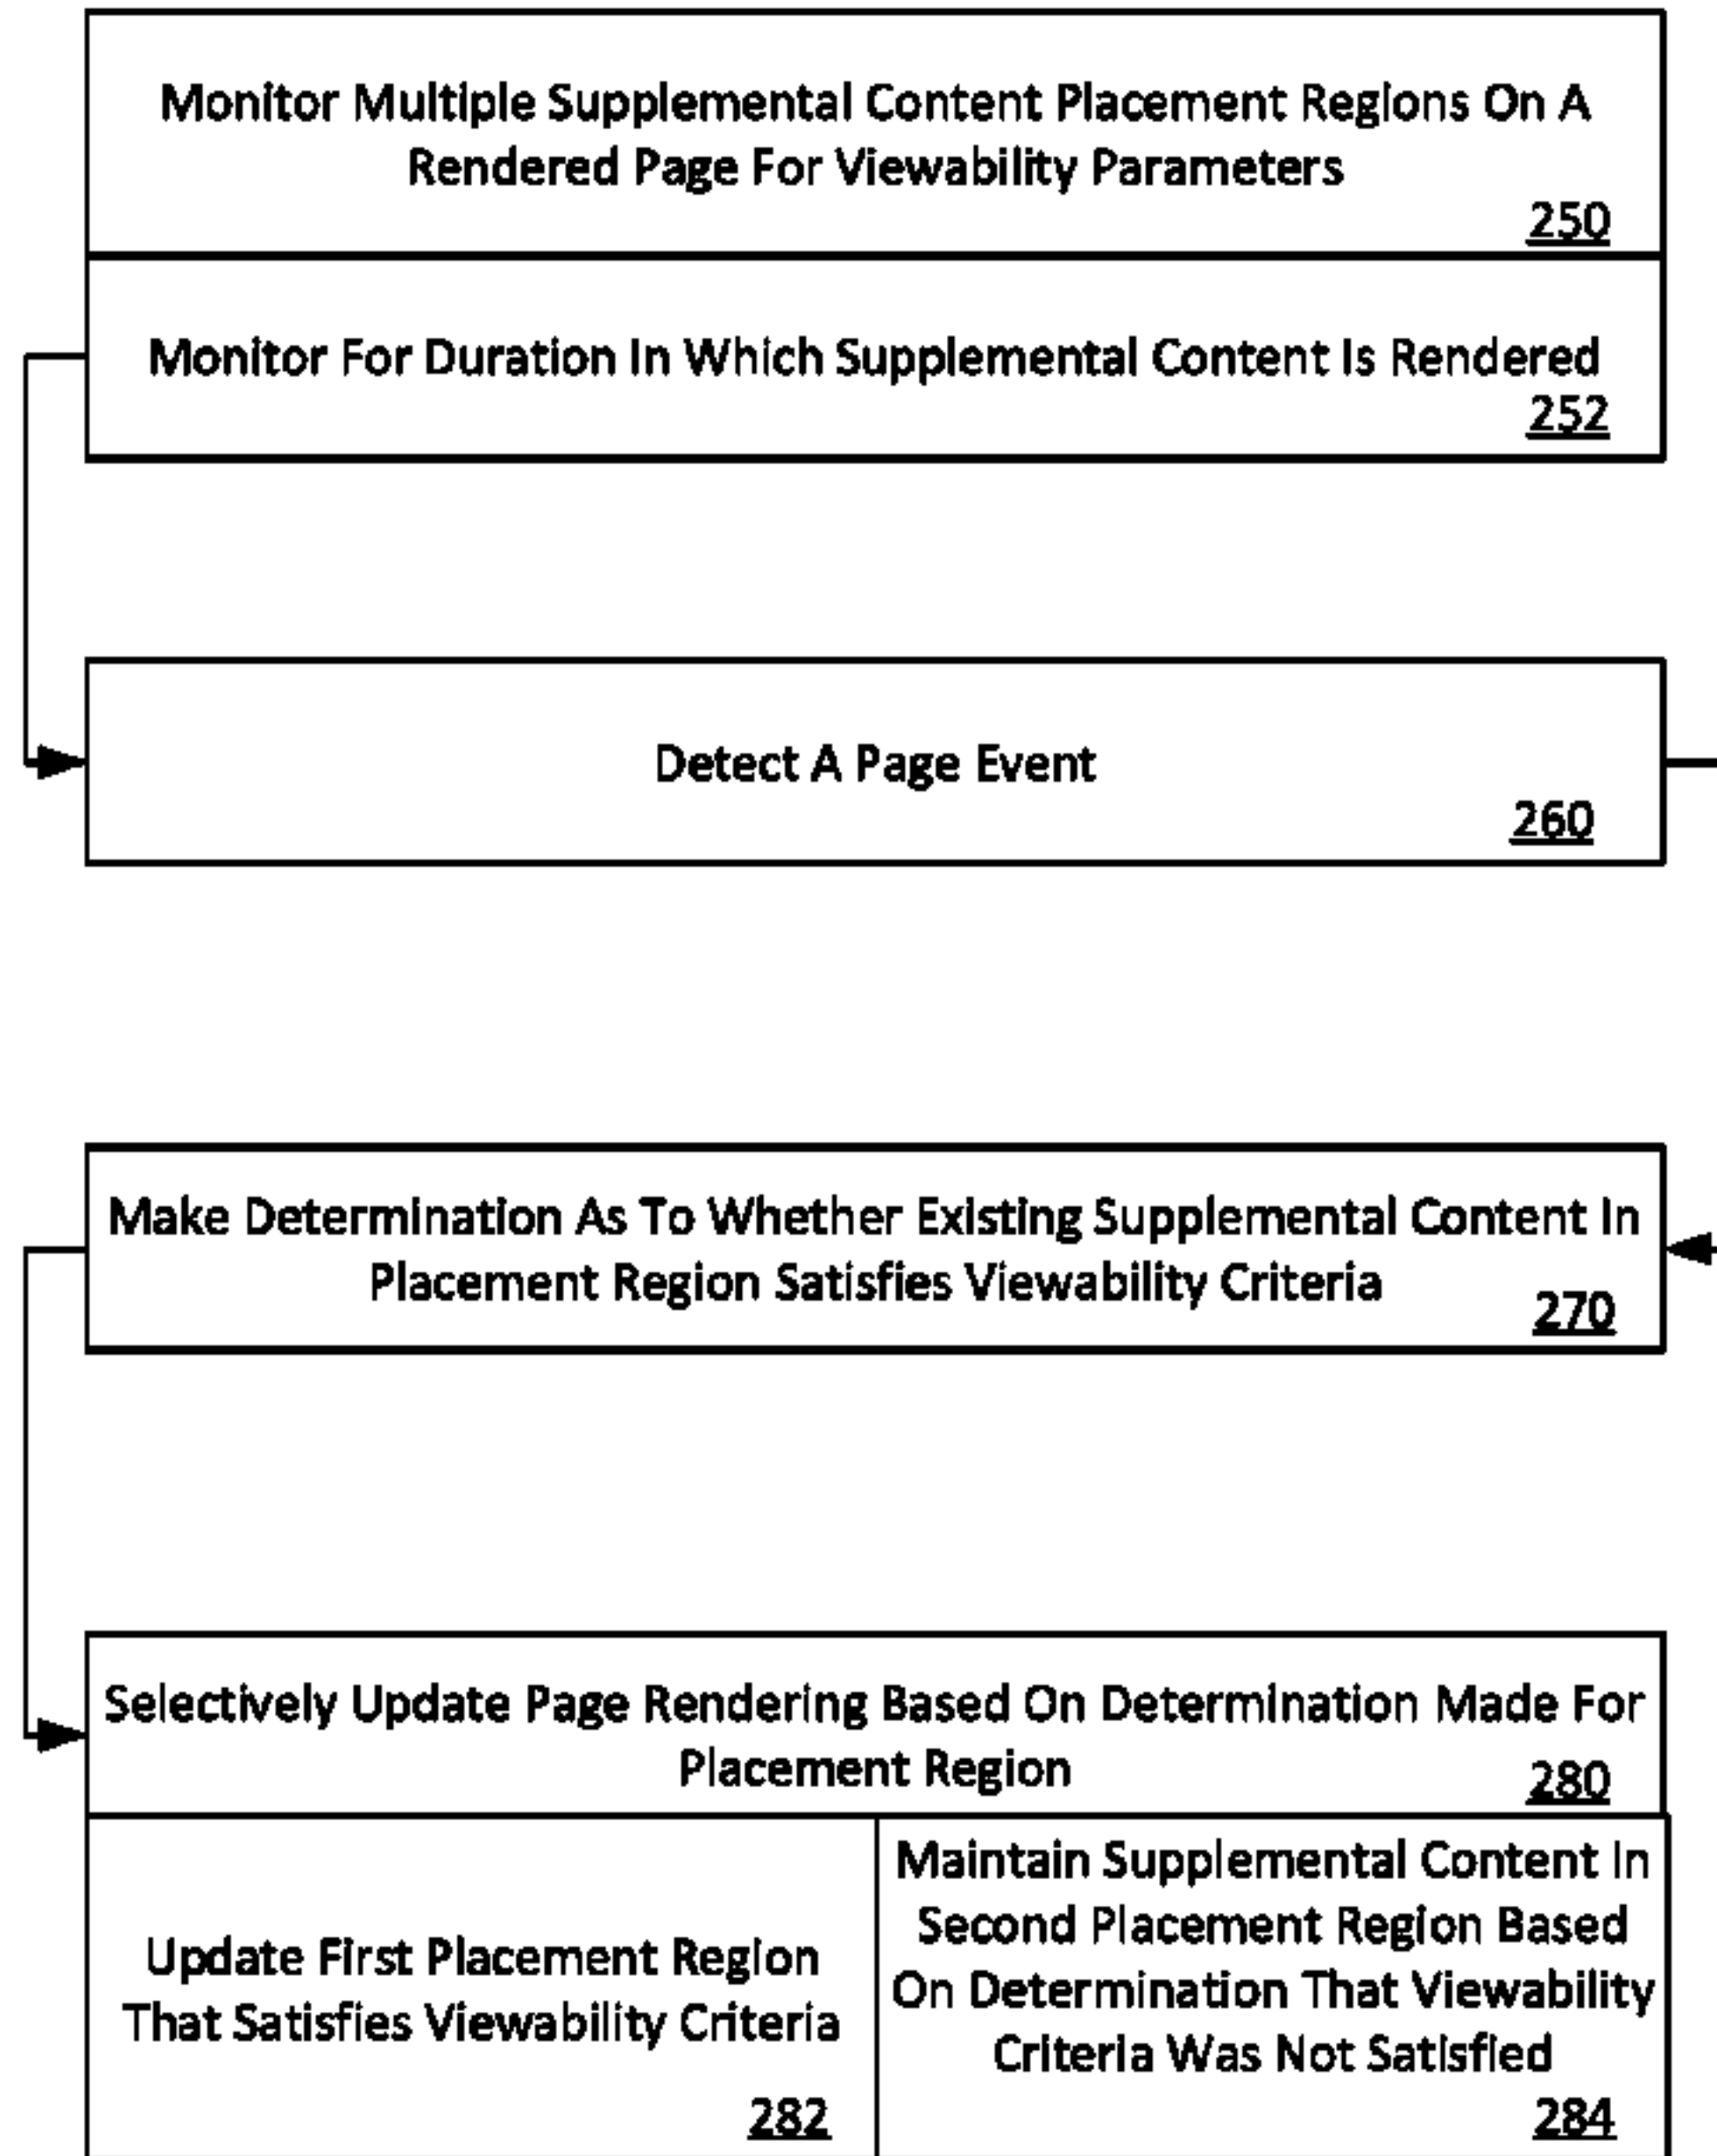 Monitor Multiple Supplemental Content Placement Regions On A
Rendered Page For Viewability Parameters
250
Monitor For Duration In Which Supplemental Content Is Rendered
252
Detect A Page Event
260
Make Determination As To Whether Existing Supplemental Content In
Placement Region Satisfies Viewability Criteria
270
Selectively Update Page Rendering Based On Determination Made For
Placement Region
280
Update First Placement Region
That Satisfies Viewability Criteria
282
Maintain Supplemental Content In
Second Placement Region Based
On Determination That Viewability
Criteria Was Not Satisfied
284